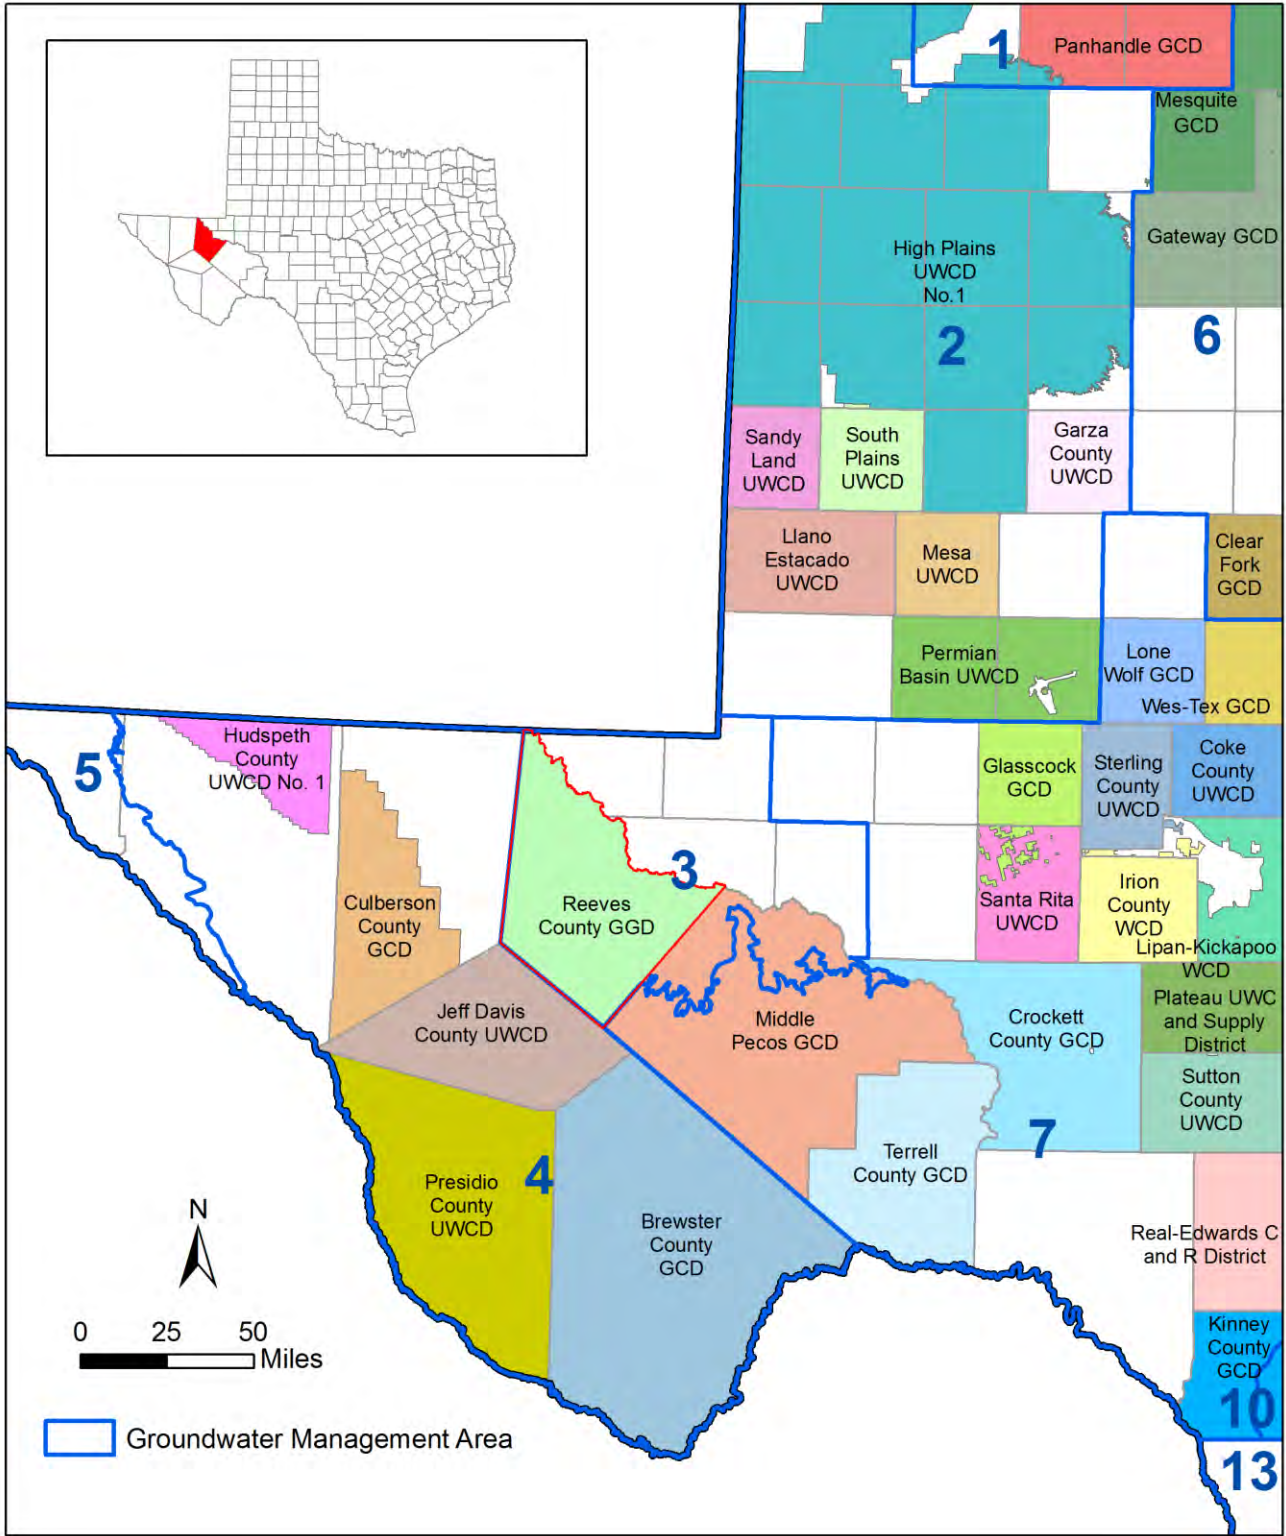 1
Panhandle GCD
Mesquite
GCD
Gateway GCD
High Plains
UWCD
No.1
2
6
Sandy
Land
UWCD
South
Plains
UWCD
Garza
County
UWCD
Llano
Estacado
UWCD
Mesa
UWCD
Clear
Fork
GCD
Permian
Basin UWCD
Lone
Wolf GCD
Wes-Tex GCD
5
Hudspeth
County
UWCD No. 1
Glasscock
GCD
Sterling
County
UWCD
Coke
County
UWCD
3
Culberson
County
GCD
Reeves
County GGD
Santa Rita
UWCD
Irion
County
WCD
Lipan-Kickapoo
WCD
Jeff Davis
County UWCD
Middle
Pecos GCD
Crockett
County GCD
Plateau UWC
and Supply
District
Sutton
County
UWCD
7
Terrell
County GCD
4
Presidio
County
UWCD
Brewster
County
GCD
Real-Edwards C
and R District
Kinney
County
GCD
10
13
N
0 25 50
Miles
Groundwater Management Area